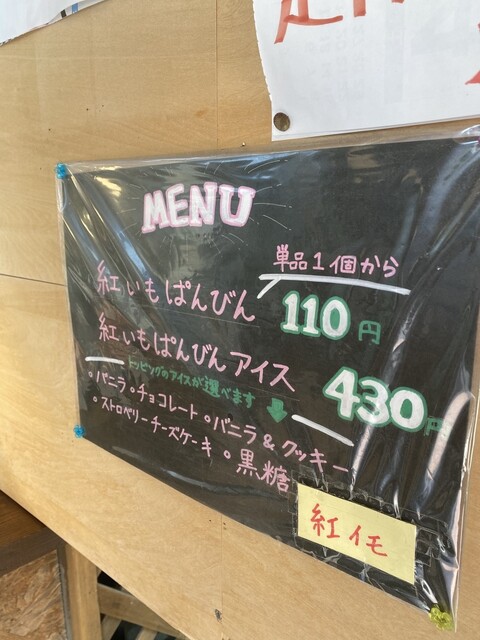 MENU
単品1個から
紅いもぱんびん 110円
紅いもぱんびんアイス 430円
トッピングのアイスが選べます
。バニラ。チョコレート。バニラ&クッキー
。ストロベリーチーズケーキ。黒糖
紅イモ